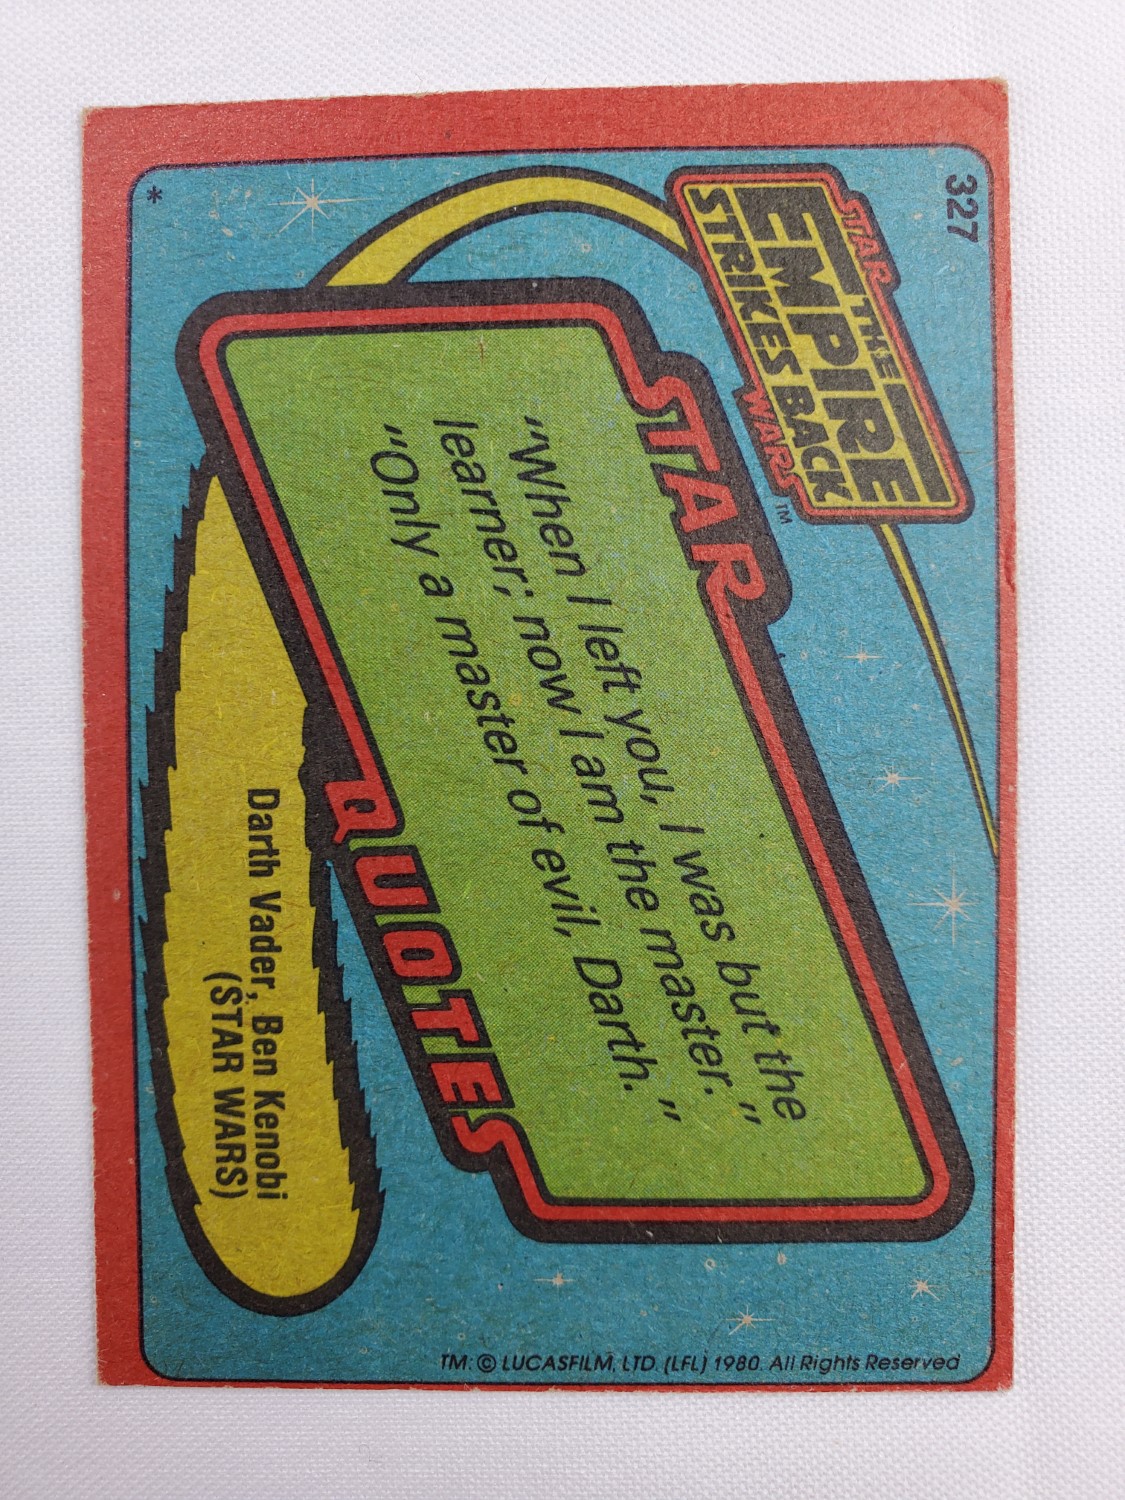 327
STAR
THE
EMPIRE
STRIKES BACK
WARS™
STAR
"When I left you, I was but the
learner; now I am the master."
"Only a master of evil, Darth."
QUOTES
Darth Vader, Ben Kenobi
(STAR WARS)
*
TM: © LUCASFILM, LTD. (LFL) 1980. All Rights Reserved